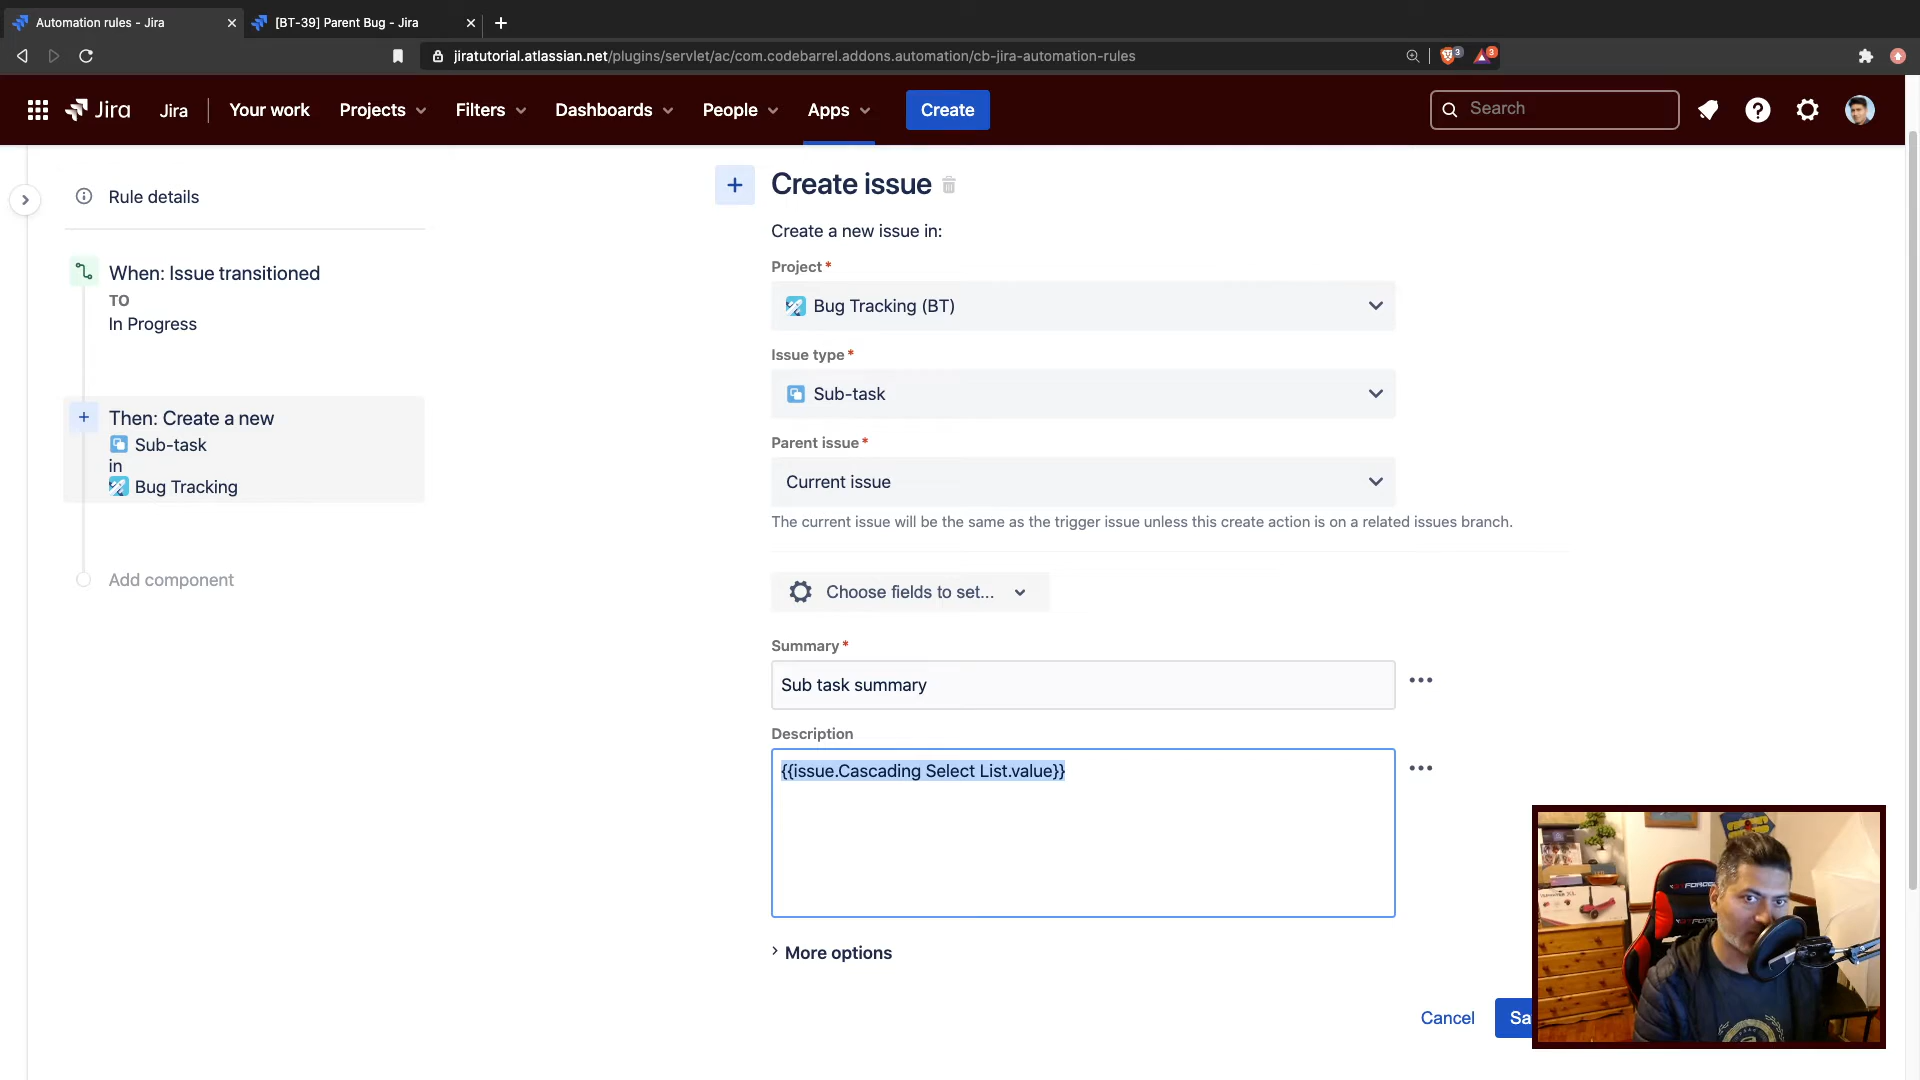 Automation rules - Jira
[BT-39] Parent Bug - Jira
jiratutorial.atlassian.net/plugins/servlet/ac/com.codebarrel.addons.automation/cb-jira-automation-rules
3
3
Jira
Jira
Your work
Projects
Filters
Dashboards
People
Apps
Create
Search
Rule details
When: Issue transitioned
TO
In Progress
Then: Create a new
Sub-task
in
Bug Tracking
Add component
Create issue
Create a new issue in:
Project*
Bug Tracking (BT)
Issue type*
Sub-task
Parent issue*
Current issue
The current issue will be the same as the trigger issue unless this create action is on a related issues branch.
Choose fields to set...
Summary*
Sub task summary
Description
{{issue.Cascading Select List.value}}
More options
Cancel
Sa